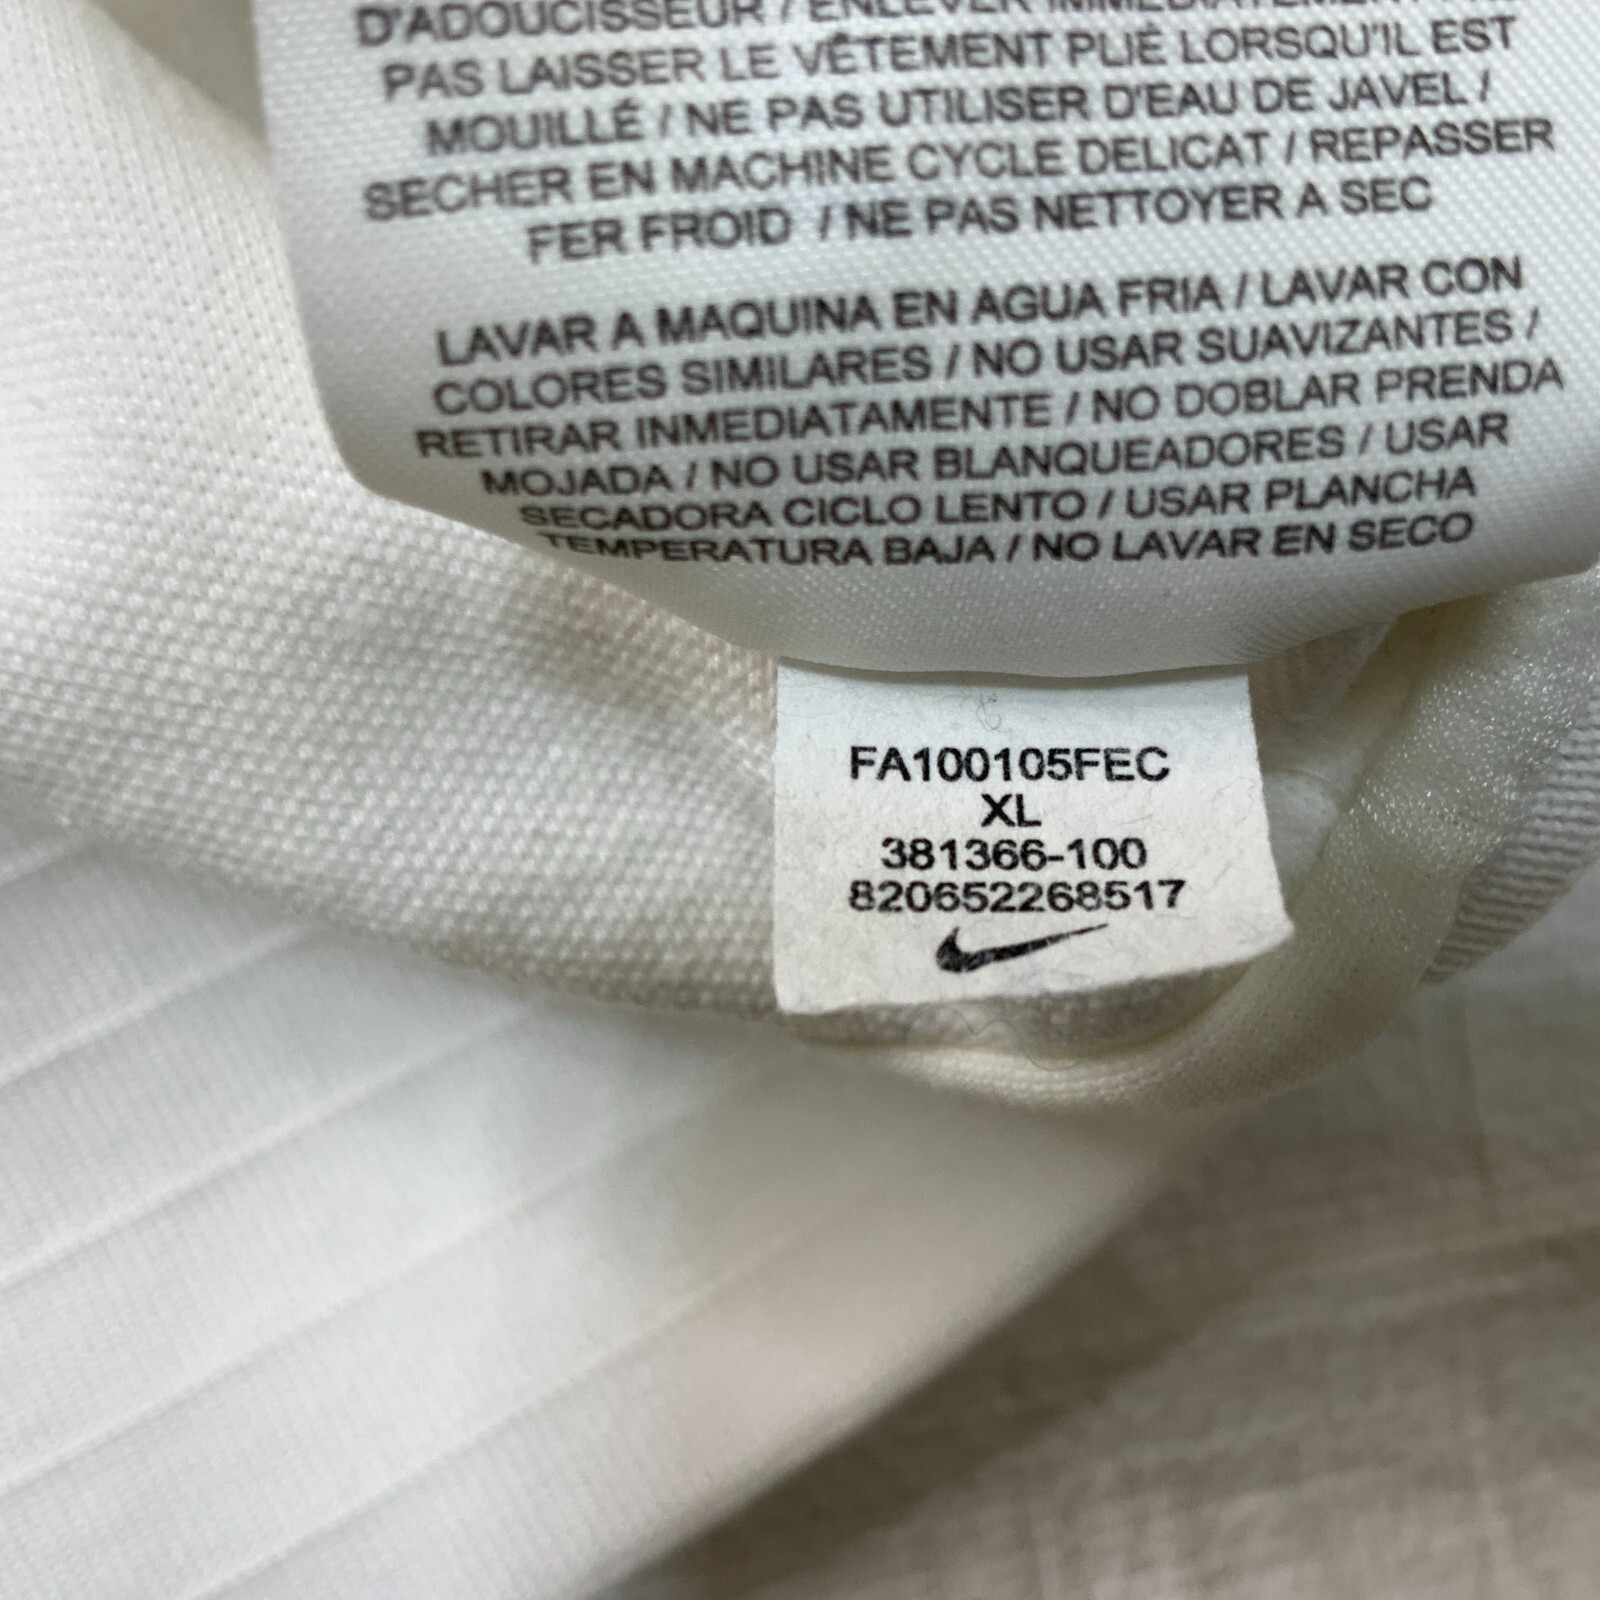 D'ADOUCISSEUR / ENLEVER IMMEDIATEMENT
PAS LAISSER LE VÊTEMENT PLIÉ LORSQU'IL EST
MOUILLÉ / NE PAS UTILISER D'EAU DE JAVEL /
SECHER EN MACHINE CYCLE DELICAT / REPASSER
FER FROID / NE PAS NETTOYER A SEC
LAVAR A MAQUINA EN AGUA FRIA / LAVAR CON
COLORES SIMILARES / NO USAR SUAVIZANTES /
RETIRAR INMEDIATAMENTE / NO DOBLAR PRENDA
MOJADA / NO USAR BLANQUEADORES / USAR
SECADORA CICLO LENTO / USAR PLANCHA
TEMPERATURA BAJA / NO LAVAR EN SECO
FA100105FEC
XL
381366-100
820652268517